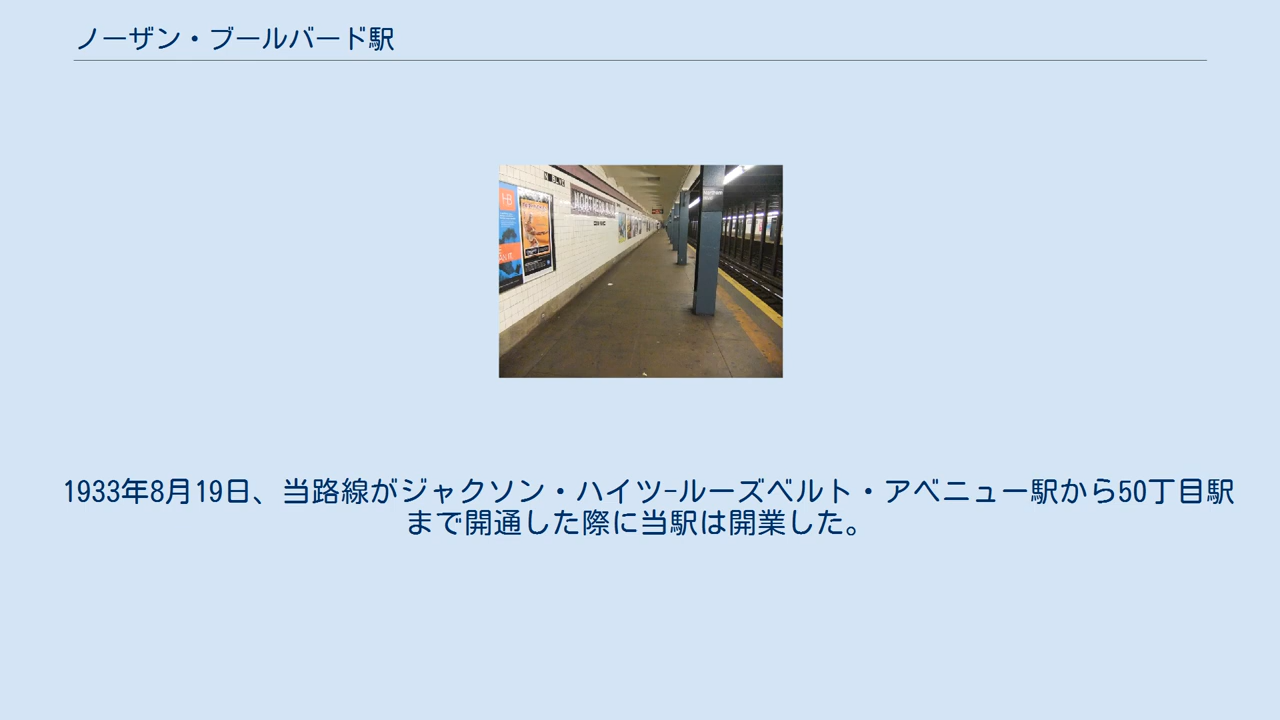 ノーザン・ブールバード駅
N BLVD
NORTHERN BLVD
1933年8月19日、当路線がジャクソン・ハイツ-ルーズベルト・アベニュー駅から50丁目駅
まで開通した際に当駅は開業した。